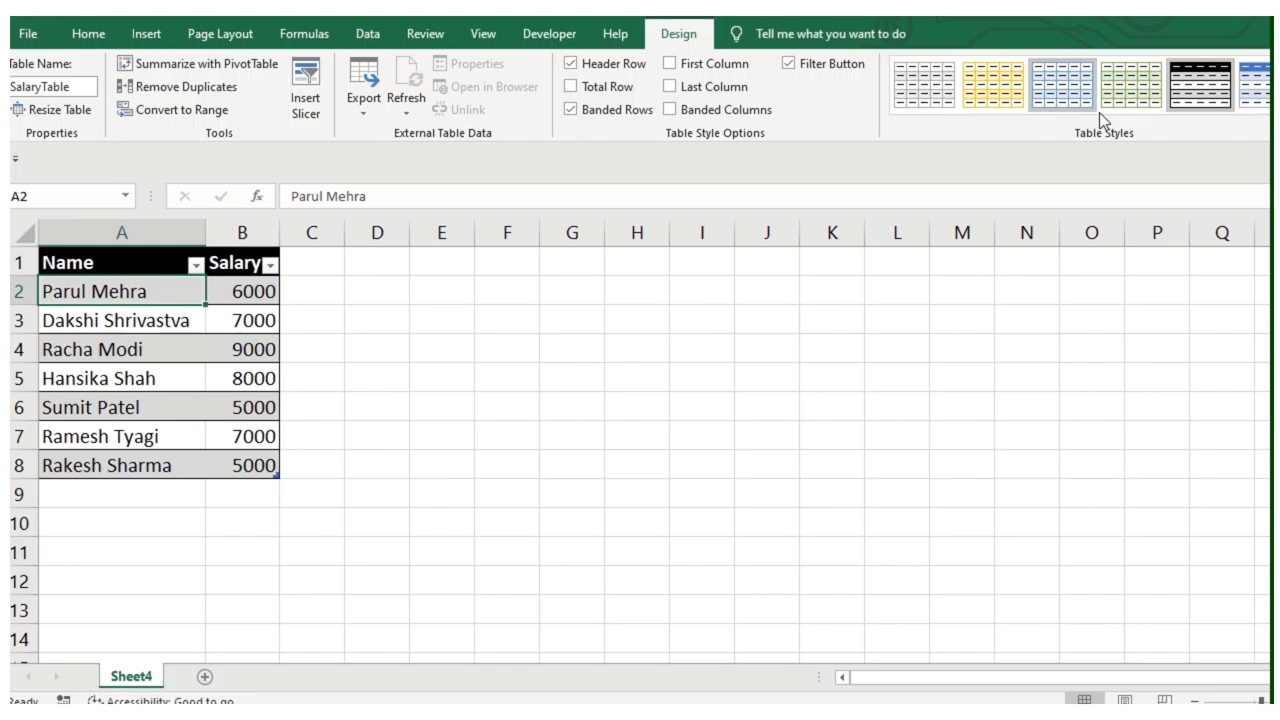 File Home Insert Page Layout Formulas Data Review View Developer Help Design Tell me what you want to do
Table Name:
SalaryTable
Resize Table
Properties
Summarize with PivotTable
Remove Duplicates
Convert to Range
Tools
Insert
Slicer
Export Refresh
Properties
Open in Browser
Unlink
External Table Data
Header Row First Column Filter Button
Total Row Last Column
Banded Rows Banded Columns
Table Style Options
Table Styles
A2 fx Parul Mehra
A B C D E F G H I J K L M N O P Q
1 Name Salary
2 Parul Mehra 6000
3 Dakshi Shrivastva 7000
4 Racha Modi 9000
5 Hansika Shah 8000
6 Sumit Patel 5000
7 Ramesh Tyagi 7000
8 Rakesh Sharma 5000
9
10
11
12
13
14
Sheet4
Ready Accessibility: Good to go